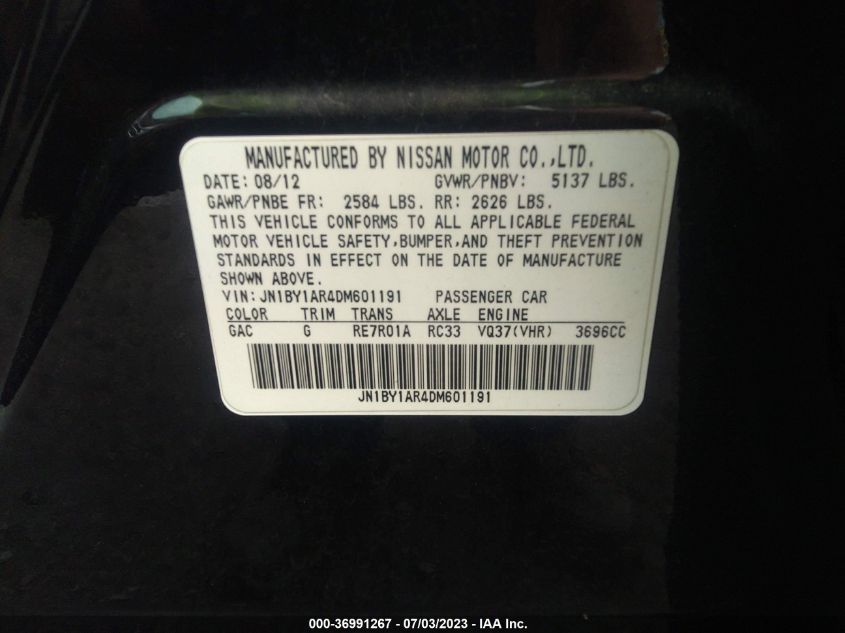 MANUFACTURED BY NISSAN MOTOR CO.,LTD.
DATE: 08/12 GVWR/PNBV: 5137 LBS.
GAWR/PNBE FR: 2584 LBS. RR: 2626 LBS.
THIS VEHICLE CONFORMS TO ALL APPLICABLE FEDERAL
MOTOR VEHICLE SAFETY,BUMPER,AND THEFT PREVENTION
STANDARDS IN EFFECT ON THE DATE OF MANUFACTURE
SHOWN ABOVE.
VIN: JN1BY1AR4DM601191 PASSENGER CAR
COLOR TRIM TRANS AXLE ENGINE
GAC G RE7R01A RC33 VQ37(VHR) 3696CC
JN1BY1AR4DM601191
000-36991267 - 07/03/2023 - © IAA Inc.